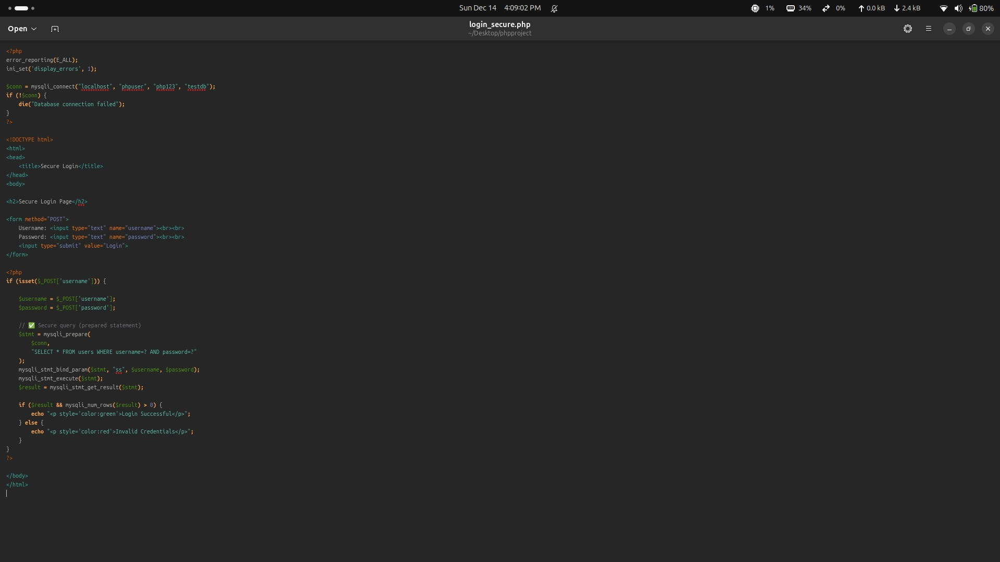 Sun Dec 14 4:09:02 PM 1% 34% 0% 0.0 kB 2.4 kB 80%
Open
login_secure.php
~/Desktop/phpproject
<?php
error_reporting(E_ALL);
ini_set('display_errors', 1);
$conn = mysqli_connect("localhost", "phpuser", "php123", "testdb");
if (!$conn) {
    die("Database connection failed");
}
?>
<!DOCTYPE html>
<html>
<head>
    <title>Secure Login</title>
</head>
<body>
<h2>Secure Login Page</h2>
<form method="POST">
    Username: <input type="text" name="username"><br><br>
    Password: <input type="text" name="password"><br><br>
    <input type="submit" value="Login">
</form>
<?php
if (isset($_POST['username'])) {
    $username = $_POST['username'];
    $password = $_POST['password'];
    // ✅ Secure query (prepared statement)
    $stmt = mysqli_prepare(
        $conn,
        "SELECT * FROM users WHERE username=? AND password=?"
    );
    mysqli_stmt_bind_param($stmt, "ss", $username, $password);
    mysqli_stmt_execute($stmt);
    $result = mysqli_stmt_get_result($stmt);
    if ($result && mysqli_num_rows($result) > 0) {
        echo "<p style='color:green'>Login Successful</p>";
    } else {
        echo "<p style='color:red'>Invalid Credentials</p>";
    }
}
?>
</body>
</html>